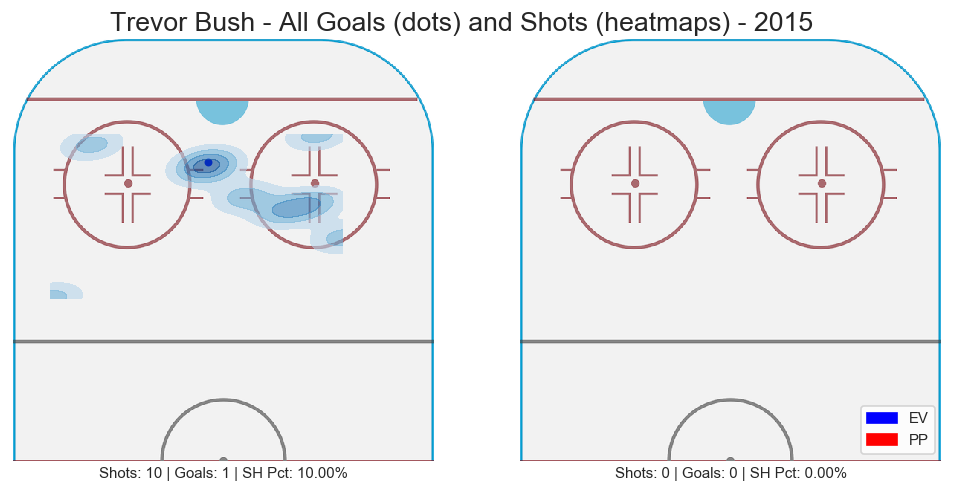 Trevor Bush - All Goals (dots) and Shots (heatmaps) - 2015
EV
PP
Shots: 10 | Goals: 1 | SH Pct: 10.00%
Shots: 0 | Goals: 0 | SH Pct: 0.00%